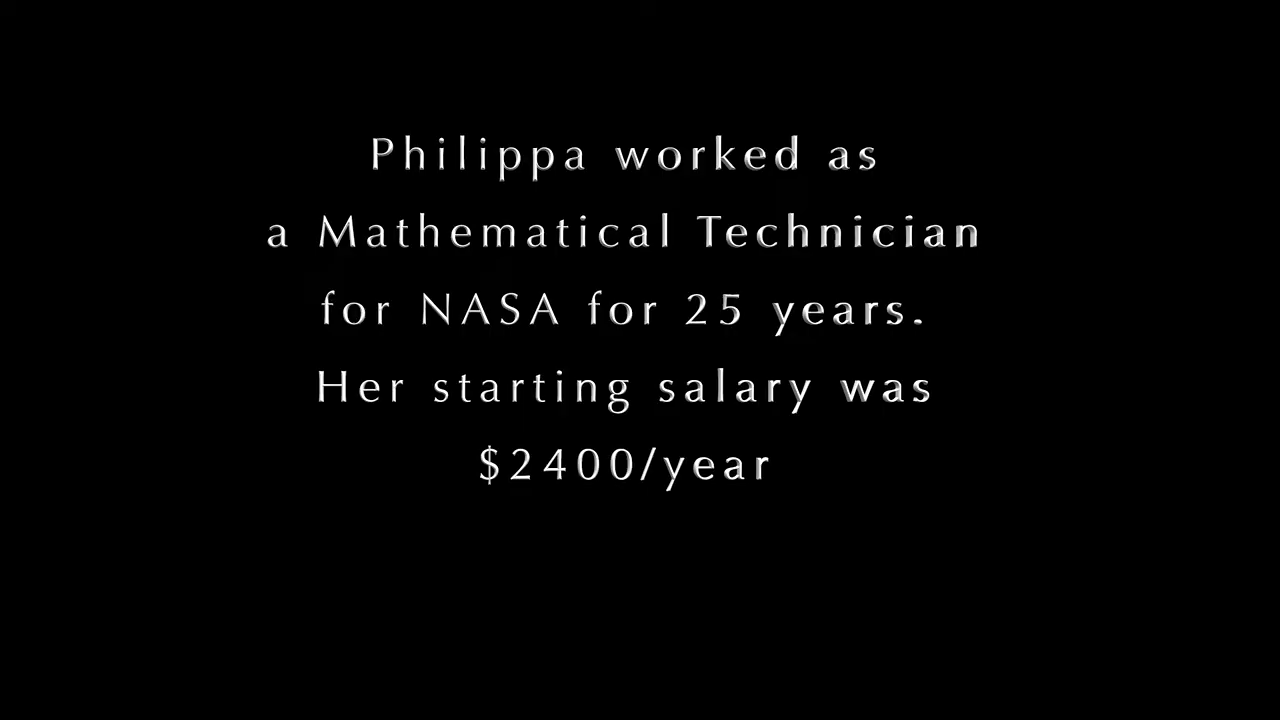 Philippa worked as
a Mathematical Technician
for NASA for 25 years.
Her starting salary was
$2400/year